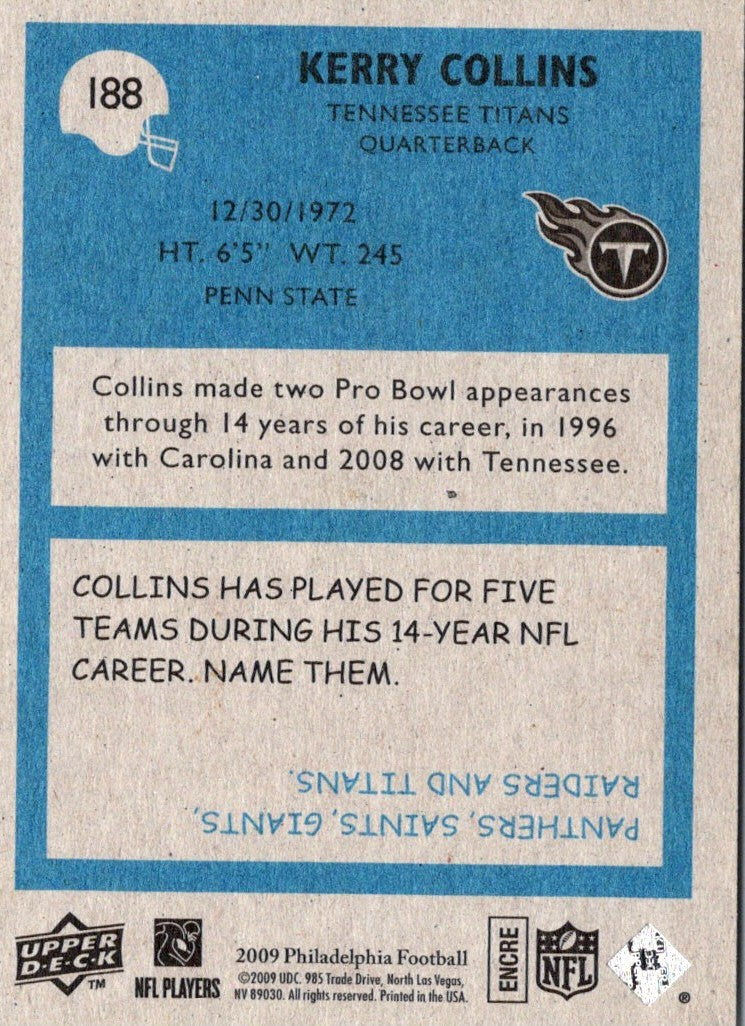 188
KERRY COLLINS
TENNESSEE TITANS
QUARTERBACK
12/30/1972
HT. 6'5" WT. 245
PENN STATE
T
Collins made two Pro Bowl appearances
through 14 years of his career, in 1996
with Carolina and 2008 with Tennessee.
COLLINS HAS PLAYED FOR FIVE
TEAMS DURING HIS 14-YEAR NFL
CAREER. NAME THEM.
PANTHERS, SAINTS, GIANTS,
RAIDERS AND TITANS.
UPPER
D·E·C·K
TM
NFL PLAYERS
2009 Philadelphia Football
©2009 UDC. 985 Trade Drive, North Las Vegas,
NV 89030. All rights reserved. Printed in the USA.
ENCRE
NFL
®